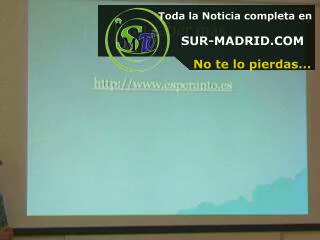 Toda la Noticia completa en
SUR-MADRID.COM
No te lo pierdas...
http://www.esperanto.es